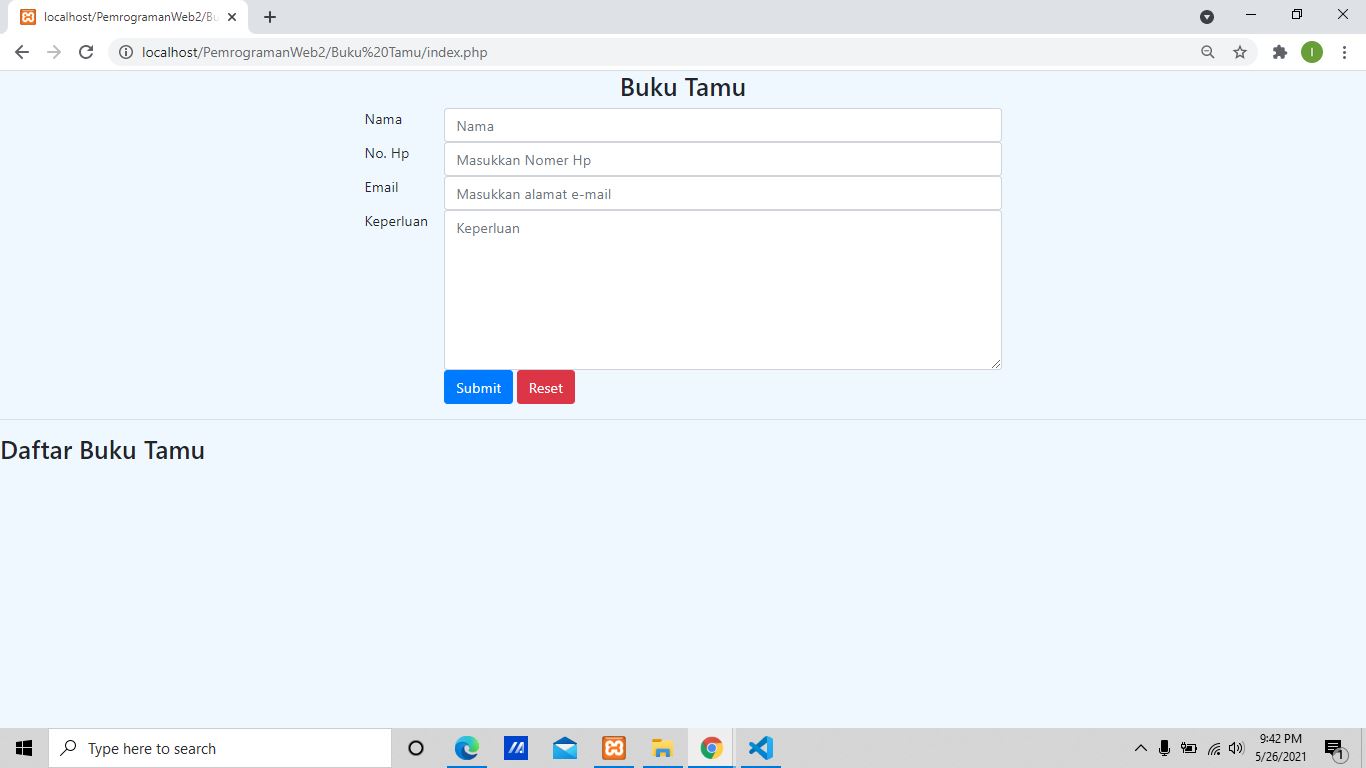 localhost/PemrogramanWeb2/Bu
localhost/PemrogramanWeb2/Buku%20Tamu/index.php
I
Buku Tamu
Nama
Nama
No. Hp
Masukkan Nomer Hp
Email
Masukkan alamat e-mail
Keperluan
Keperluan
Submit
Reset
Daftar Buku Tamu
Type here to search
9:42 PM
5/26/2021
1